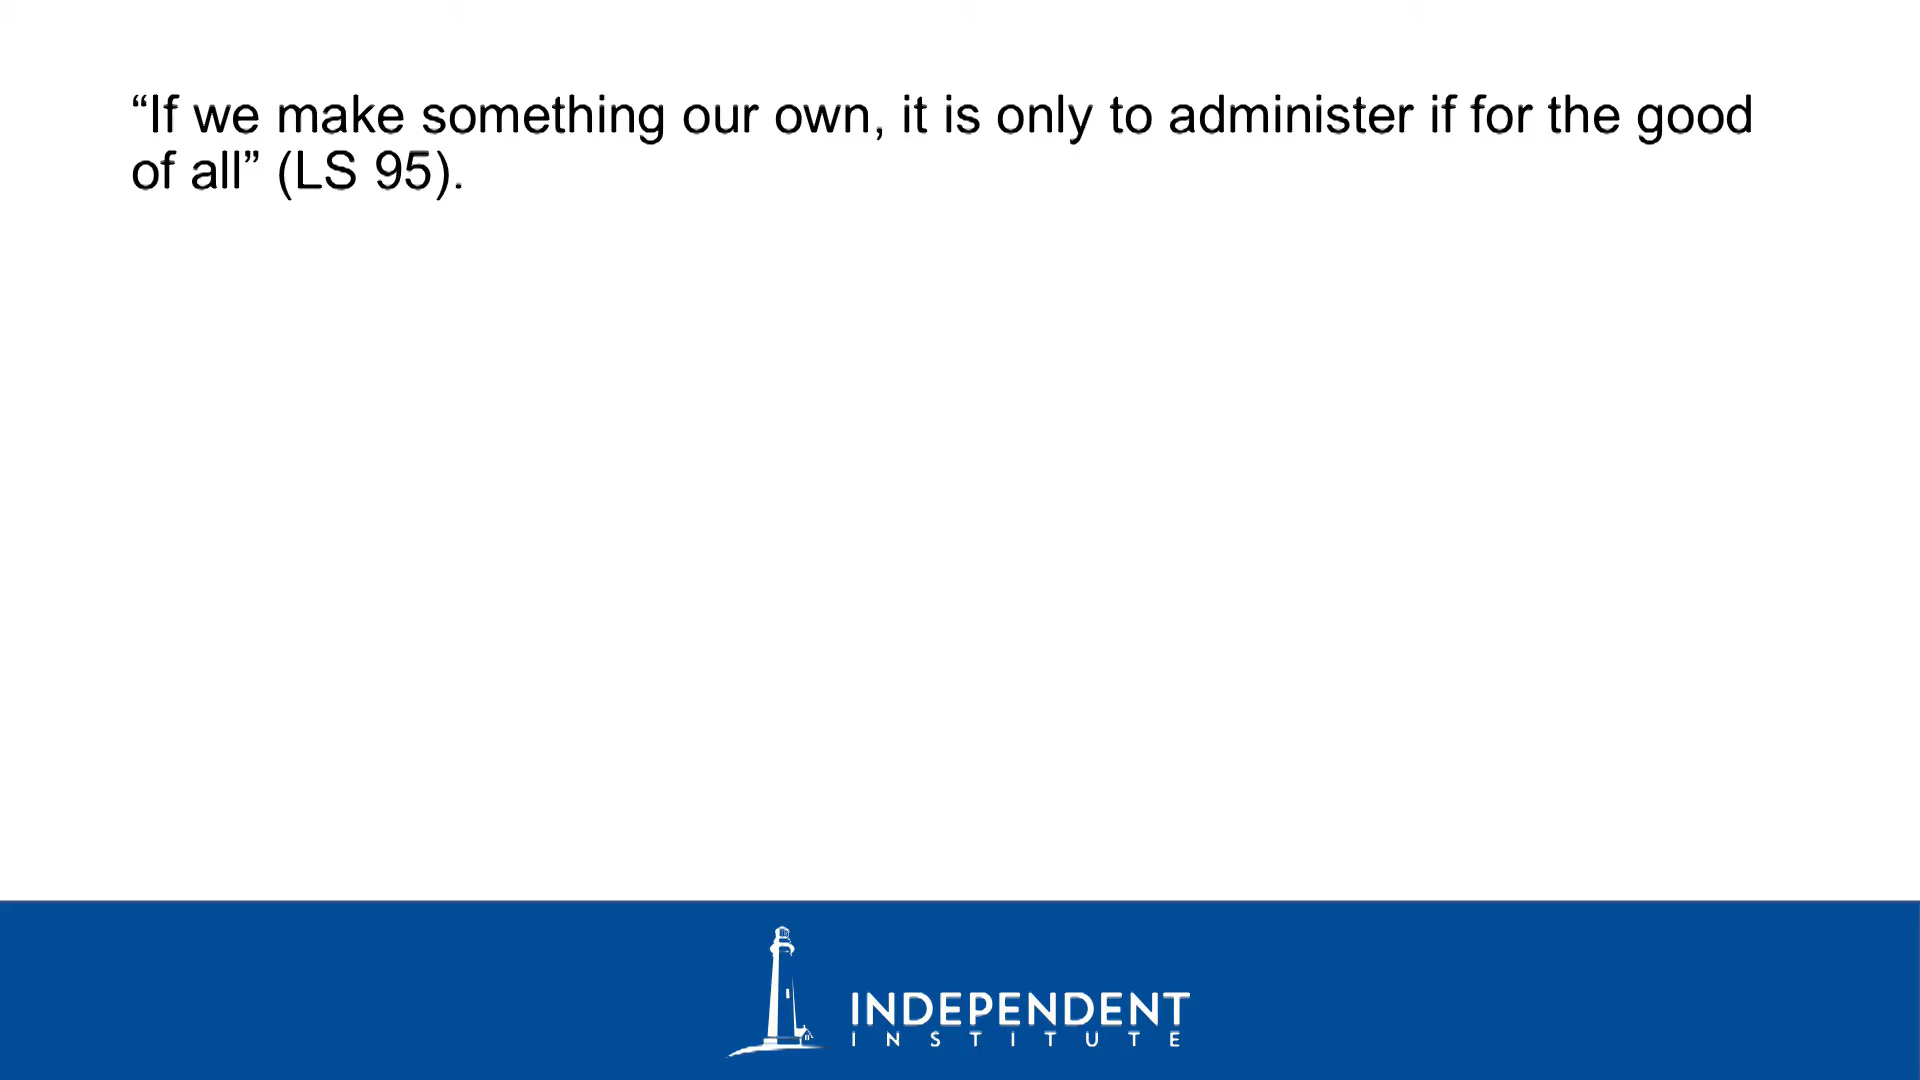 “If we make something our own, it is only to administer if for the good
of all” (LS 95).
INDEPENDENT
INSTITUTE